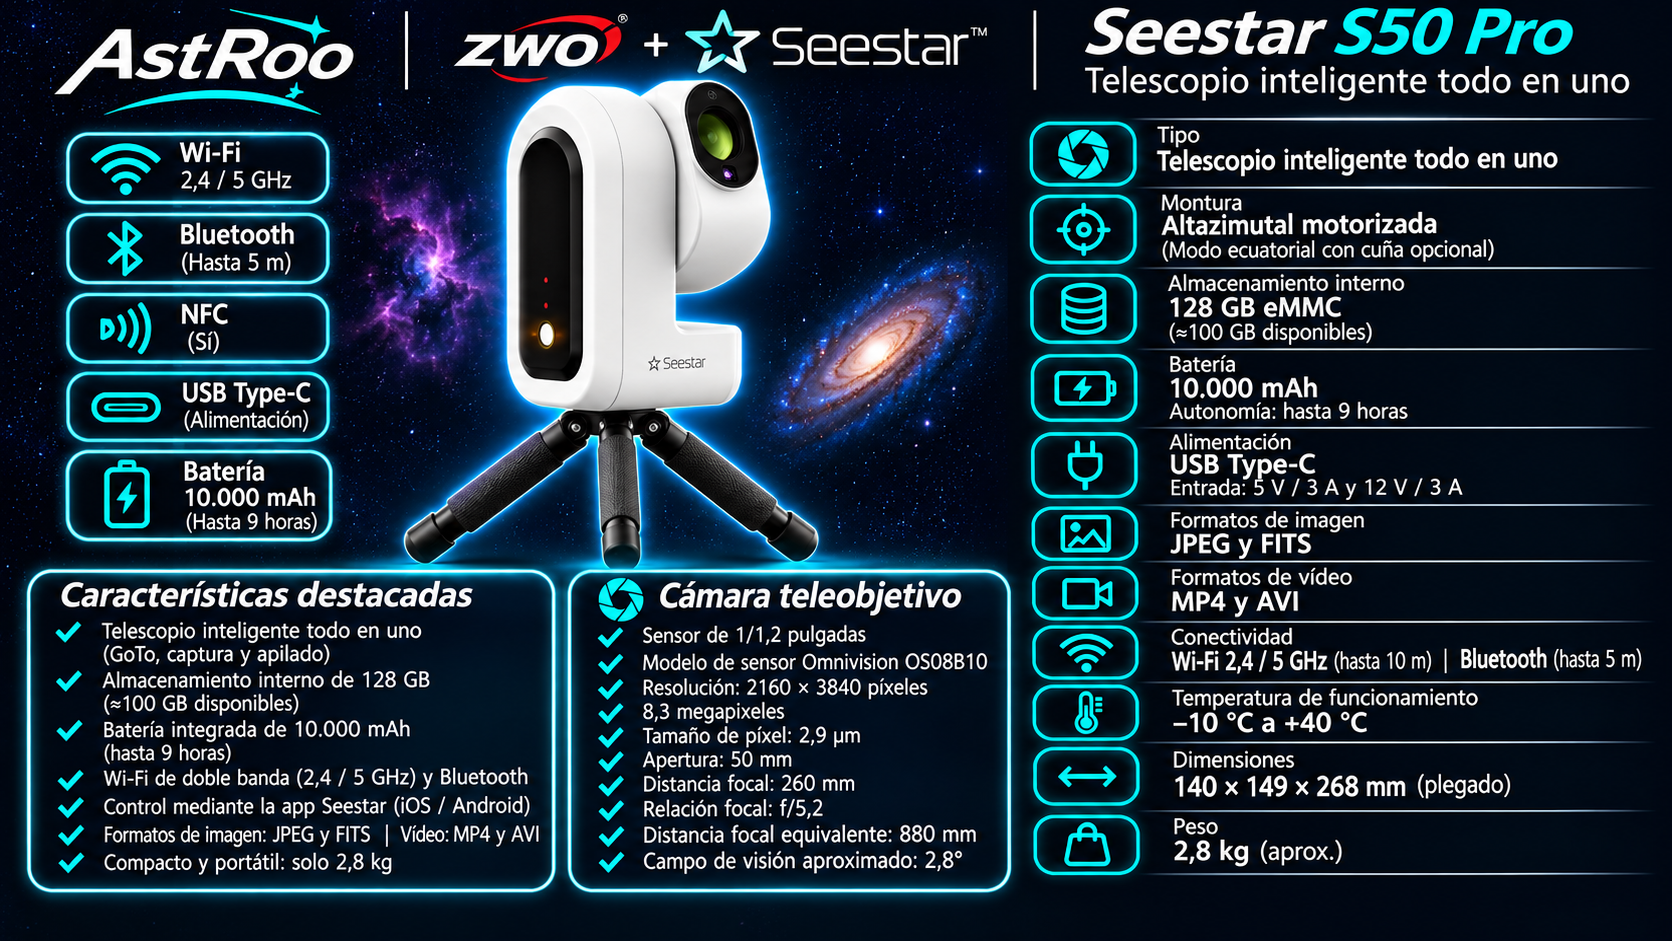 AstRoo
ZWO® + Seestar™
Seestar S50 Pro
Telescopio inteligente todo en uno
Wi-Fi
2,4 / 5 GHz
Bluetooth
(Hasta 5 m)
NFC
(Sí)
USB Type-C
(Alimentación)
Batería
10.000 mAh
(Hasta 9 horas)
Seestar
Características destacadas
Telescopio inteligente todo en uno
(GoTo, captura y apilado)
Almacenamiento interno de 128 GB
(≈100 GB disponibles)
Batería integrada de 10.000 mAh
(hasta 9 horas)
Wi-Fi de doble banda (2,4 / 5 GHz) y Bluetooth
Control mediante la app Seestar (iOS / Android)
Formatos de imagen: JPEG y FITS | Vídeo: MP4 y AVI
Compacto y portátil: solo 2,8 kg
Cámara teleobjetivo
Sensor de 1/1,2 pulgadas
Modelo de sensor Omnivision OS08B10
Resolución: 2160 × 3840 píxeles
8,3 megapixeles
Tamaño de píxel: 2,9 µm
Apertura: 50 mm
Distancia focal: 260 mm
Relación focal: f/5,2
Distancia focal equivalente: 880 mm
Campo de visión aproximado: 2,8°
Tipo
Telescopio inteligente todo en uno
Montura
Altazimutal motorizada
(Modo ecuatorial con cuña opcional)
Almacenamiento interno
128 GB eMMC
(≈100 GB disponibles)
Batería
10.000 mAh
Autonomía: hasta 9 horas
Alimentación
USB Type-C
Entrada: 5 V / 3 A y 12 V / 3 A
Formatos de imagen
JPEG y FITS
Formatos de vídeo
MP4 y AVI
Conectividad
Wi-Fi 2,4 / 5 GHz (hasta 10 m) | Bluetooth (hasta 5 m)
Temperatura de funcionamiento
−10 °C a +40 °C
Dimensiones
140 × 149 × 268 mm (plegado)
Peso
2,8 kg (aprox.)